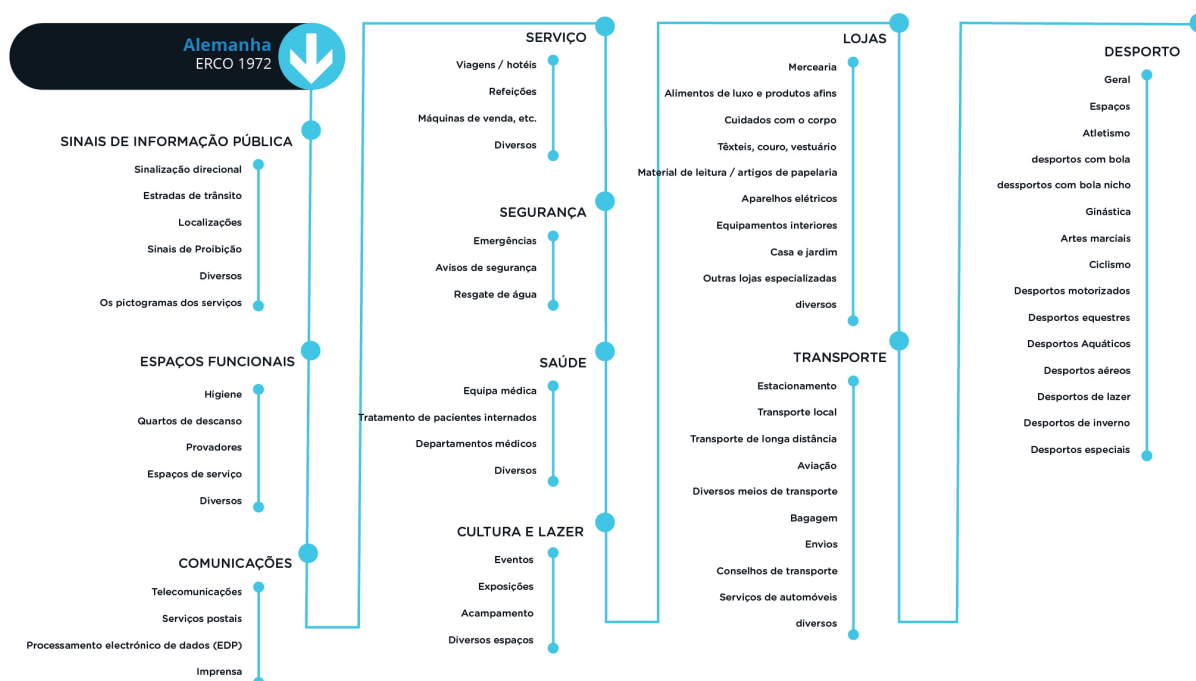 Alemanha
ERCO 1972
SINAIS DE INFORMAÇÃO PÚBLICA
Sinalização direcional
Estradas de trânsito
Localizações
Sinais de Proibição
Diversos
Os pictogramas dos serviços
ESPAÇOS FUNCIONAIS
Higiene
Quartos de descanso
Provadores
Espaços de serviço
Diversos
COMUNICAÇÕES
Telecomunicações
Serviços postais
Processamento electrónico de dados (EDP)
Imprensa
SERVIÇO
Viagens / hotéis
Refeições
Máquinas de venda, etc.
Diversos
SEGURANÇA
Emergências
Avisos de segurança
Resgate de água
SAÚDE
Equipa médica
Tratamento de pacientes internados
Departamentos médicos
Diversos
CULTURA E LAZER
Eventos
Exposições
Acampamento
Diversos espaços
LOJAS
Mercearia
Alimentos de luxo e produtos afins
Cuidados com o corpo
Têxteis, couro, vestuário
Material de leitura / artigos de papelaria
Aparelhos elétricos
Equipamentos interiores
Casa e jardim
Outras lojas especializadas
diversos
TRANSPORTE
Estacionamento
Transporte local
Transporte de longa distância
Aviação
Diversos meios de transporte
Bagagem
Envios
Conselhos de transporte
Serviços de automóveis
diversos
DESPORTO
Geral
Espaços
Atletismo
desportos com bola
dessportos com bola nicho
Ginástica
Artes marciais
Ciclismo
Desportos motorizados
Desportos equestres
Desportos Aquáticos
Desportos aéreos
Desportos de lazer
Desportos de inverno
Desportos especiais